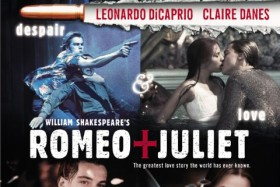 LEONARDO DiCAPRIO CLAIRE DANES
despair
&
love
WILLIAM SHAKESPEARE'S
ROMEO+JULIET
The greatest love story the world has ever known.